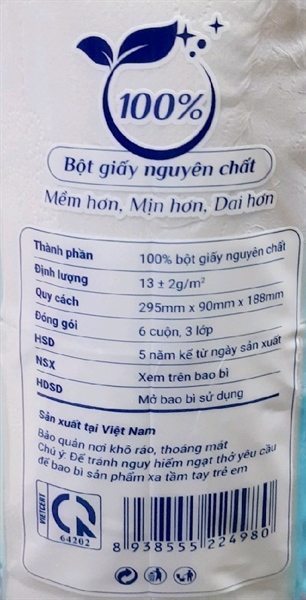 100%
Bột giấy nguyên chất
Mềm hơn, Mịn hơn, Dai hơn
Thành phần 100% bột giấy nguyên chất
Định lượng 13 ± 2g/m²
Quy cách 295mm x 90mm x 188mm
Đóng gói 6 cuộn, 3 lớp
HSD 5 năm kể từ ngày sản xuất
NSX Xem trên bao bì
HDSD Mở bao bì sử dụng
Sản xuất tại Việt Nam
Bảo quản nơi khô ráo, thoáng mát
Chú ý: Để tránh nguy hiểm ngạt thở yêu cầu
để bao bì sản phẩm xa tầm tay trẻ em
VIETCERT
64202
8 938555 224980